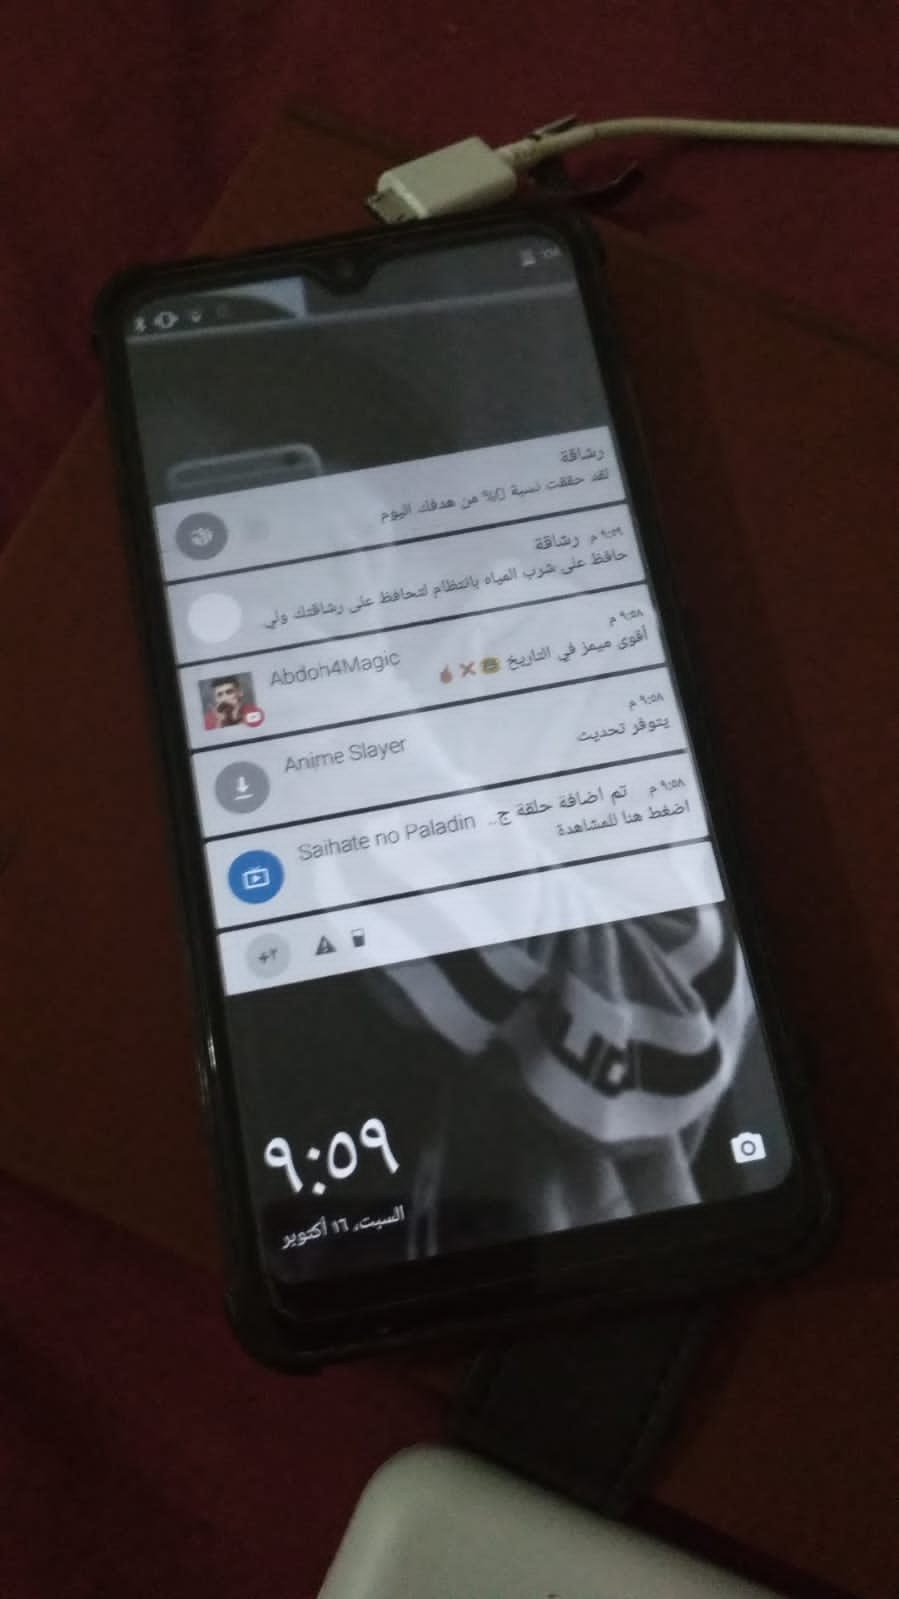 رشاقة
لقد حققت نسبة 0% من هدفك اليوم
رشاقة ٩:٥٩ م
حافظ على شرب المياه بانتظام لتحافظ على رشاقتك ولي
Abdoh4Magic ٩:٥٨ م
أقوى ميمز في التاريخ
Anime Slayer ٩:٥٨ م
يتوفر تحديث
Saihate no Paladin تم اضافة حلقة ج.. ٩:٥٨ م
اضغط هنا للمشاهدة
+٢
٩:٥٩
السبت، ١٦ أكتوبر